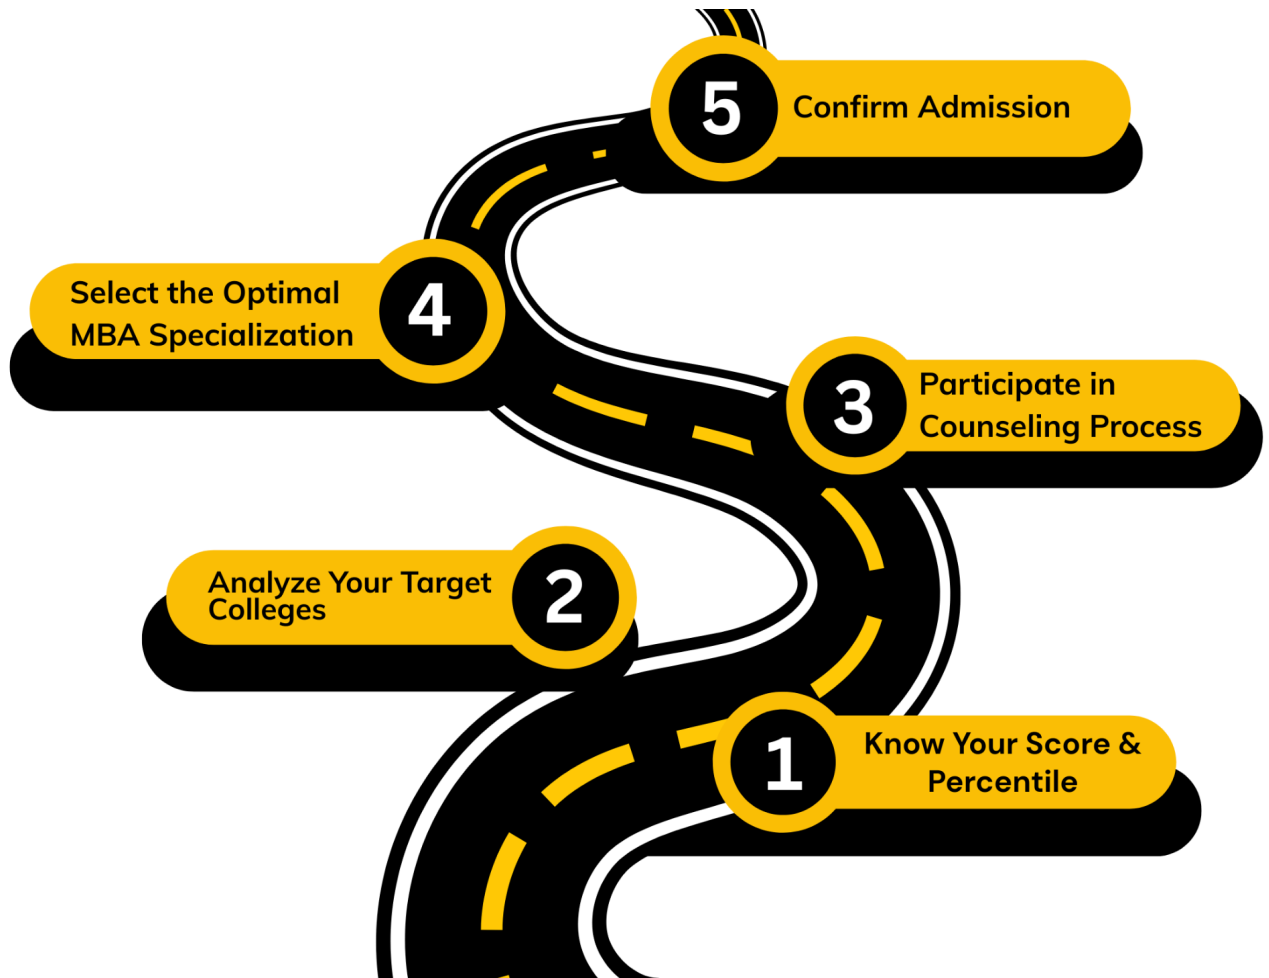 5
Confirm Admission
Select the Optimal
MBA Specialization
4
3
Participate in
Counseling Process
Analyze Your Target
Colleges
2
1
Know Your Score &
Percentile